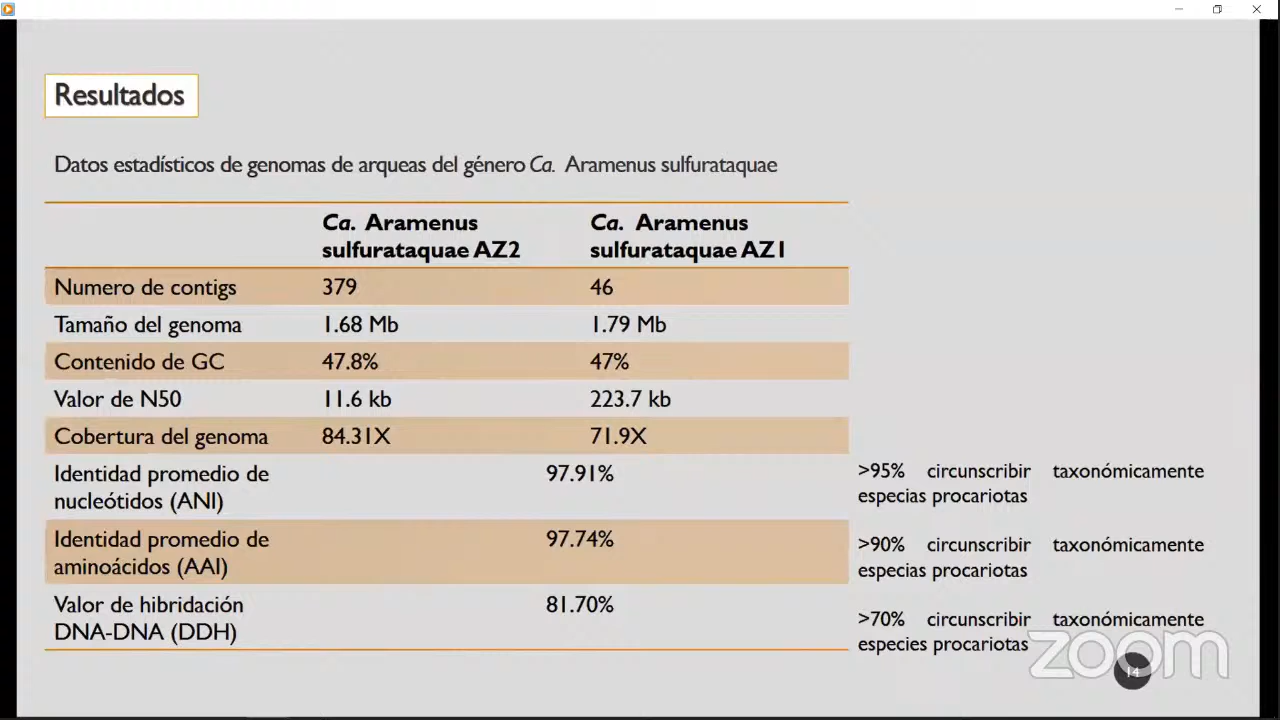 Resultados
Datos estadísticos de genomas de arqueas del género Ca. Aramenus sulfurataquae
Ca. Aramenus
sulfurataquae AZ2
Ca. Aramenus
sulfurataquae AZ1
Numero de contigs 379 46
Tamaño del genoma 1.68 Mb 1.79 Mb
Contenido de GC 47.8% 47%
Valor de N50 11.6 kb 223.7 kb
Cobertura del genoma 84.31X 71.9X
Identidad promedio de
nucleótidos (ANI)
97.91%
>95% circunscribir taxonómicamente
especias procariotas
Identidad promedio de
aminoácidos (AAI)
97.74%
>90% circunscribir taxonómicamente
especias procariotas
Valor de hibridación
DNA-DNA (DDH)
81.70%
>70% circunscribir taxonómicamente
especies procariotas
zoom
14